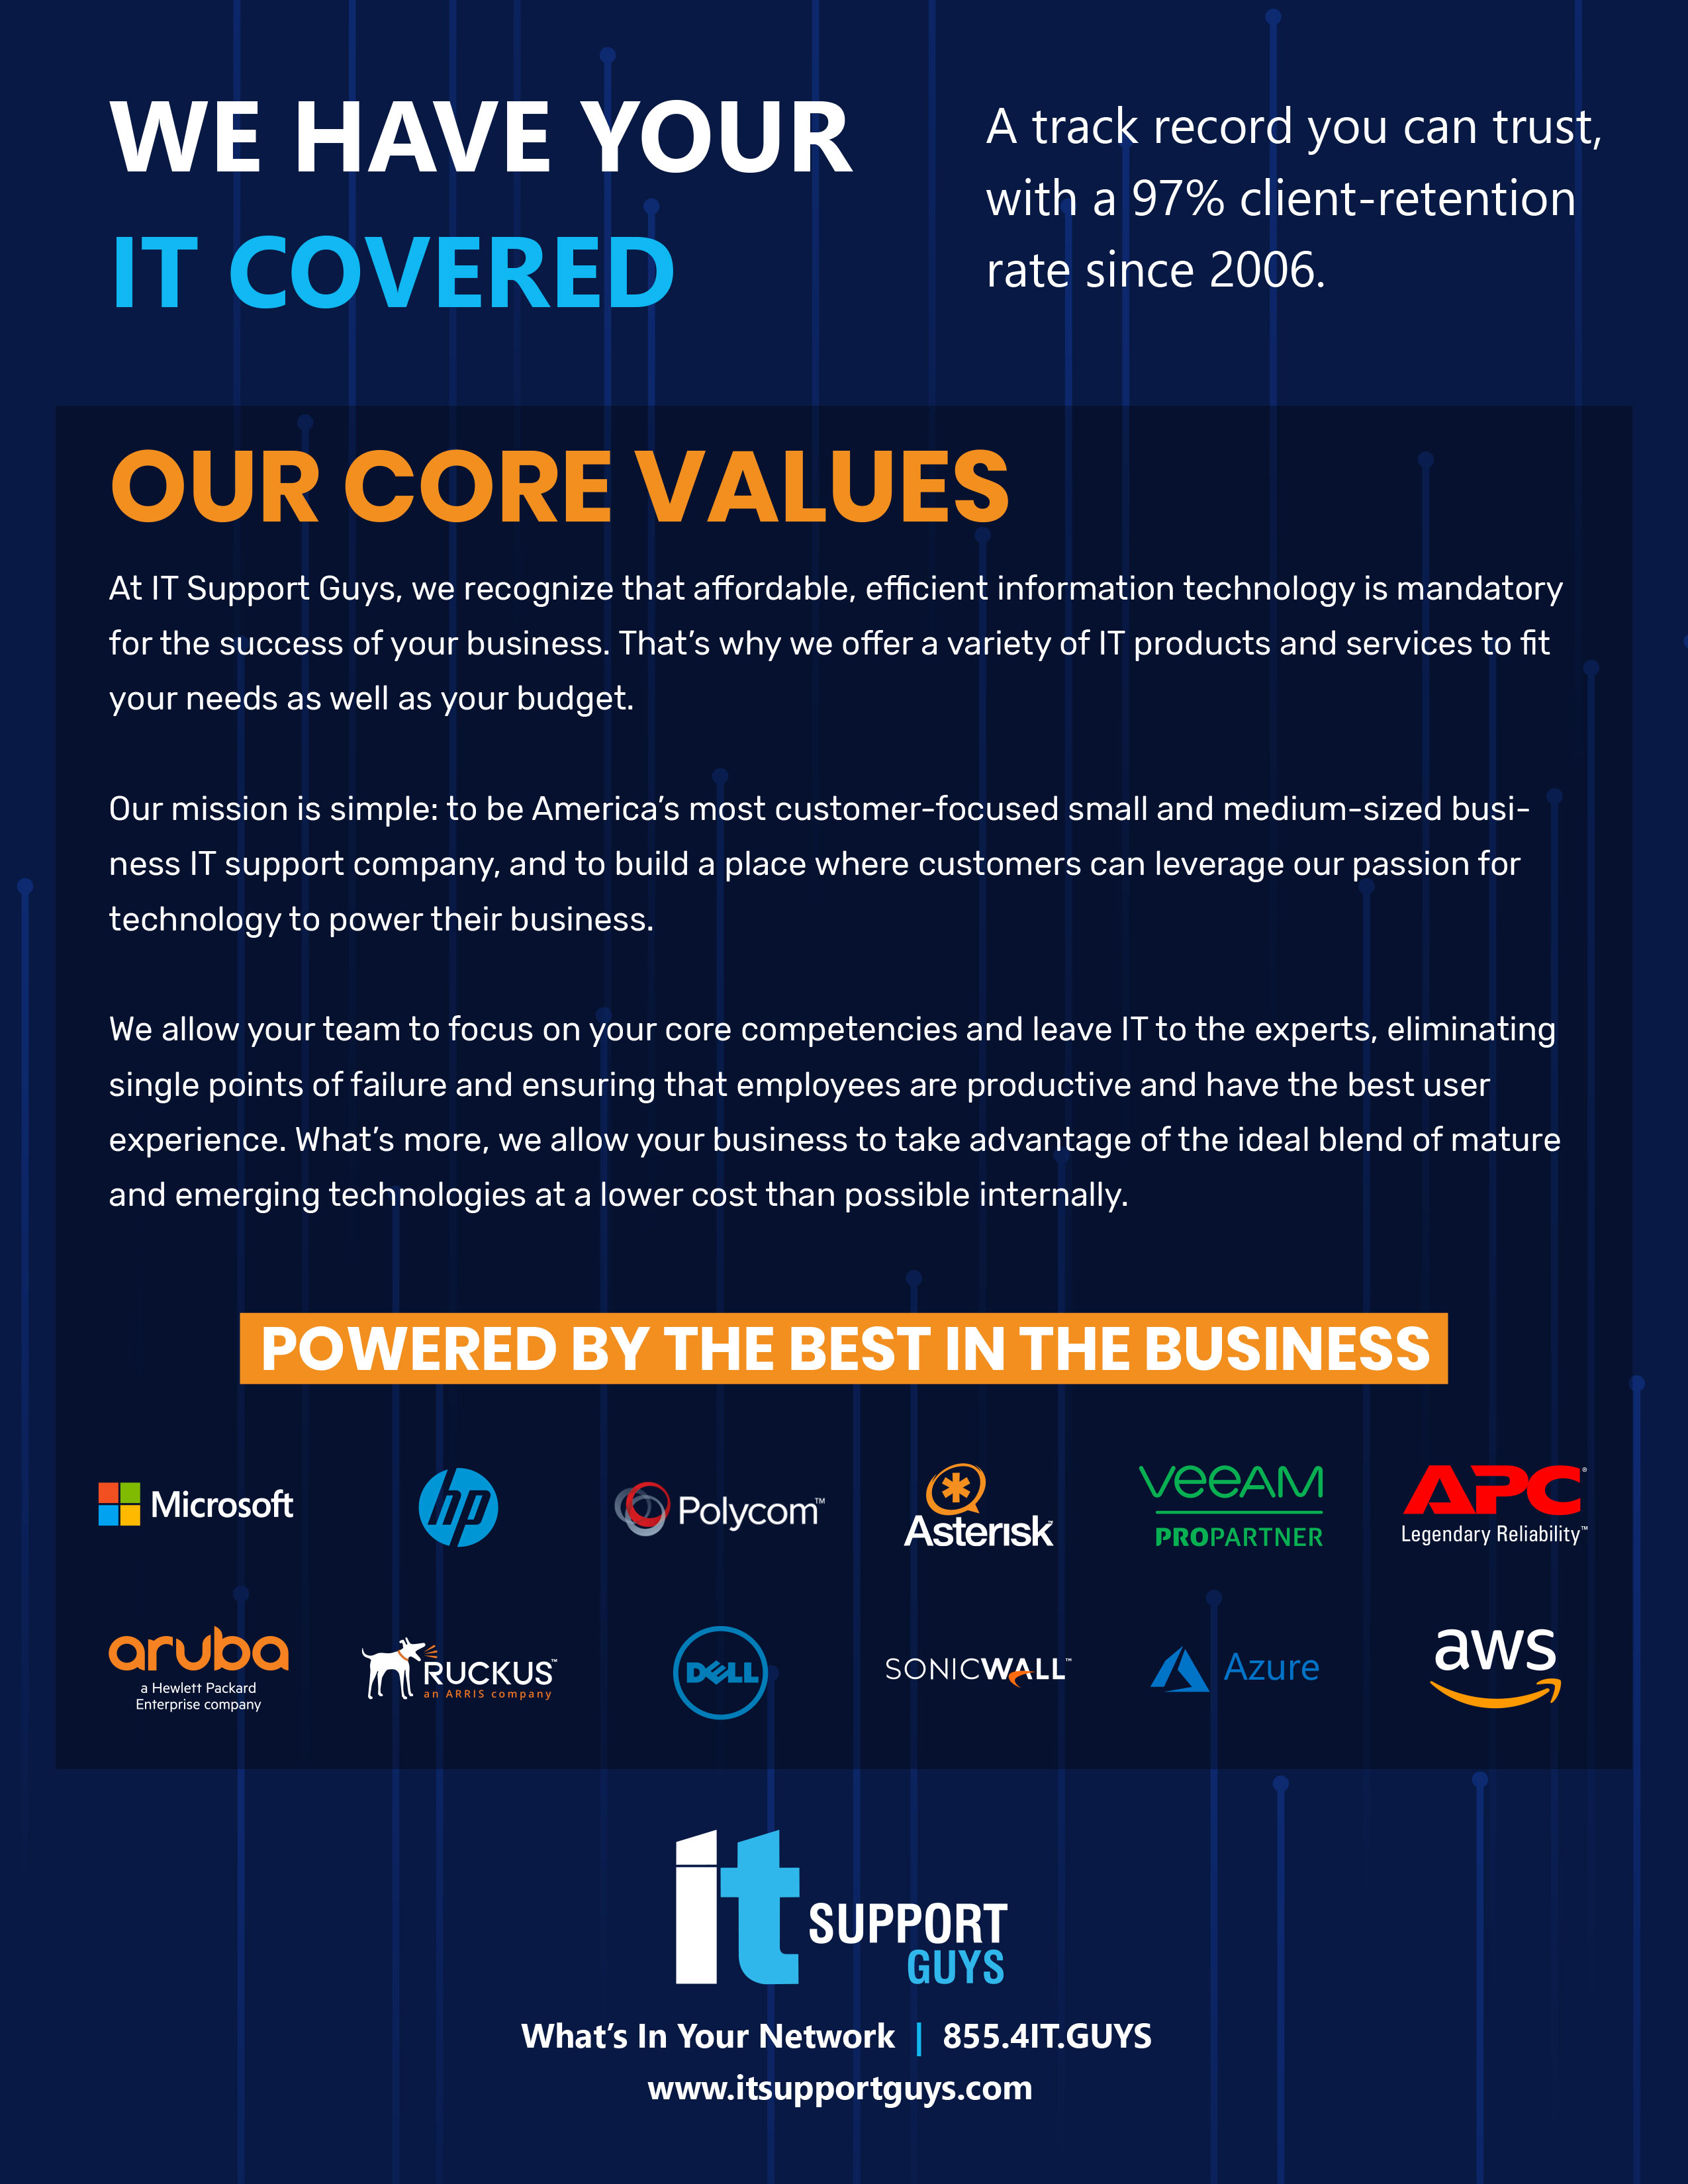 WE HAVE YOUR
IT COVERED
A track record you can trust,
with a 97% client-retention
rate since 2006.
OUR CORE VALUES
At IT Support Guys, we recognize that affordable, efficient information technology is mandatory
for the success of your business. That’s why we offer a variety of IT products and services to fit
your needs as well as your budget.
Our mission is simple: to be America’s most customer-focused small and medium-sized busi-
ness IT support company, and to build a place where customers can leverage our passion for
technology to power their business.
We allow your team to focus on your core competencies and leave IT to the experts, eliminating
single points of failure and ensuring that employees are productive and have the best user
experience. What’s more, we allow your business to take advantage of the ideal blend of mature
and emerging technologies at a lower cost than possible internally.
POWERED BY THE BEST IN THE BUSINESS
Microsoft
hp
Polycom™
Asterisk™
veeAM
PROPARTNER
APC®
Legendary Reliability™
aruba
a Hewlett Packard
Enterprise company
RUCKUS™
an ARRIS company
DELL
SONICWALL™
Azure
aws
it SUPPORT
GUYS
What’s In Your Network | 855.4IT.GUYS
www.itsupportguys.com